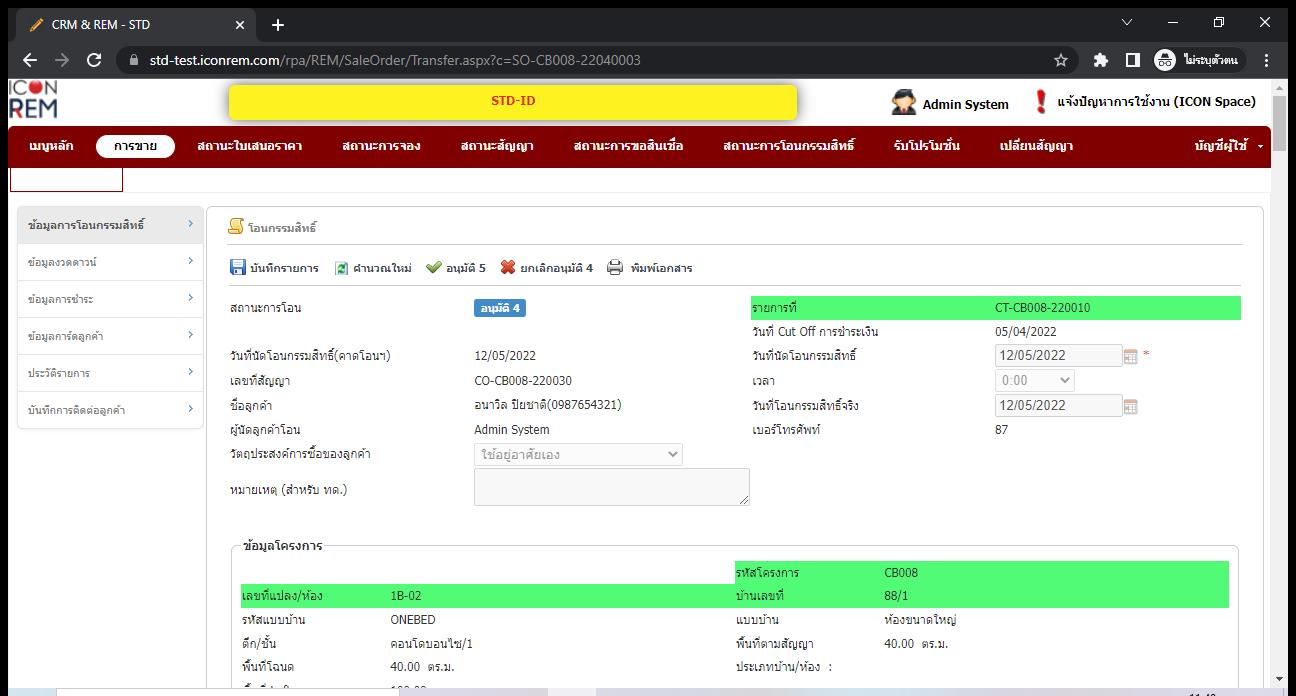 CRM & REM - STD
std-test.iconrem.com/rpa/REM/SaleOrder/Transfer.aspx?c=SO-CB008-22040003 ไม่ระบุตัวตน
ICON
REM
STD-ID
Admin System
แจ้งปัญหาการใช้งาน (ICON Space)
เมนูหลัก การขาย สถานะใบเสนอราคา สถานะการจอง สถานะสัญญา สถานะการขอสินเชื่อ สถานะการโอนกรรมสิทธิ์ รับโปรโมชั่น เปลี่ยนสัญญา บัญชีผู้ใช้
ข้อมูลการโอนกรรมสิทธิ์
ข้อมูลงวดดาวน์
ข้อมูลการชำระ
ข้อมูลการ์ดลูกค้า
ประวัติรายการ
บันทึกการติดต่อลูกค้า
โอนกรรมสิทธิ์
บันทึกรายการ คำนวณใหม่ อนุมัติ 5 ยกเลิกอนุมัติ 4 พิมพ์เอกสาร
สถานะการโอน อนุมัติ 4 รายการที่ CT-CB008-220010
วันที่ Cut Off การชำระเงิน 05/04/2022
วันที่นัดโอนกรรมสิทธิ์(คาดโอนฯ) 12/05/2022 วันที่นัดโอนกรรมสิทธิ์ 12/05/2022 *
เลขที่สัญญา CO-CB008-220030 เวลา 0:00
ชื่อลูกค้า อนาวิล ปิยชาติ(0987654321) วันที่โอนกรรมสิทธิ์จริง 12/05/2022
ผู้นัดลูกค้าโอน Admin System เบอร์โทรศัพท์ 87
วัตถุประสงค์การซื้อของลูกค้า ใช้อยู่อาศัยเอง
หมายเหตุ (สำหรับ ทด.)
ข้อมูลโครงการ
รหัสโครงการ CB008
เลขที่แปลง/ห้อง 1B-02 บ้านเลขที่ 88/1
รหัสแบบบ้าน ONEBED แบบบ้าน ห้องขนาดใหญ่
ตึก/ชั้น คอนโดบอนไซ/1 พื้นที่ตามสัญญา 40.00 ตร.ม.
พื้นที่โฉนด 40.00 ตร.ม. ประเภทบ้าน/ห้อง :